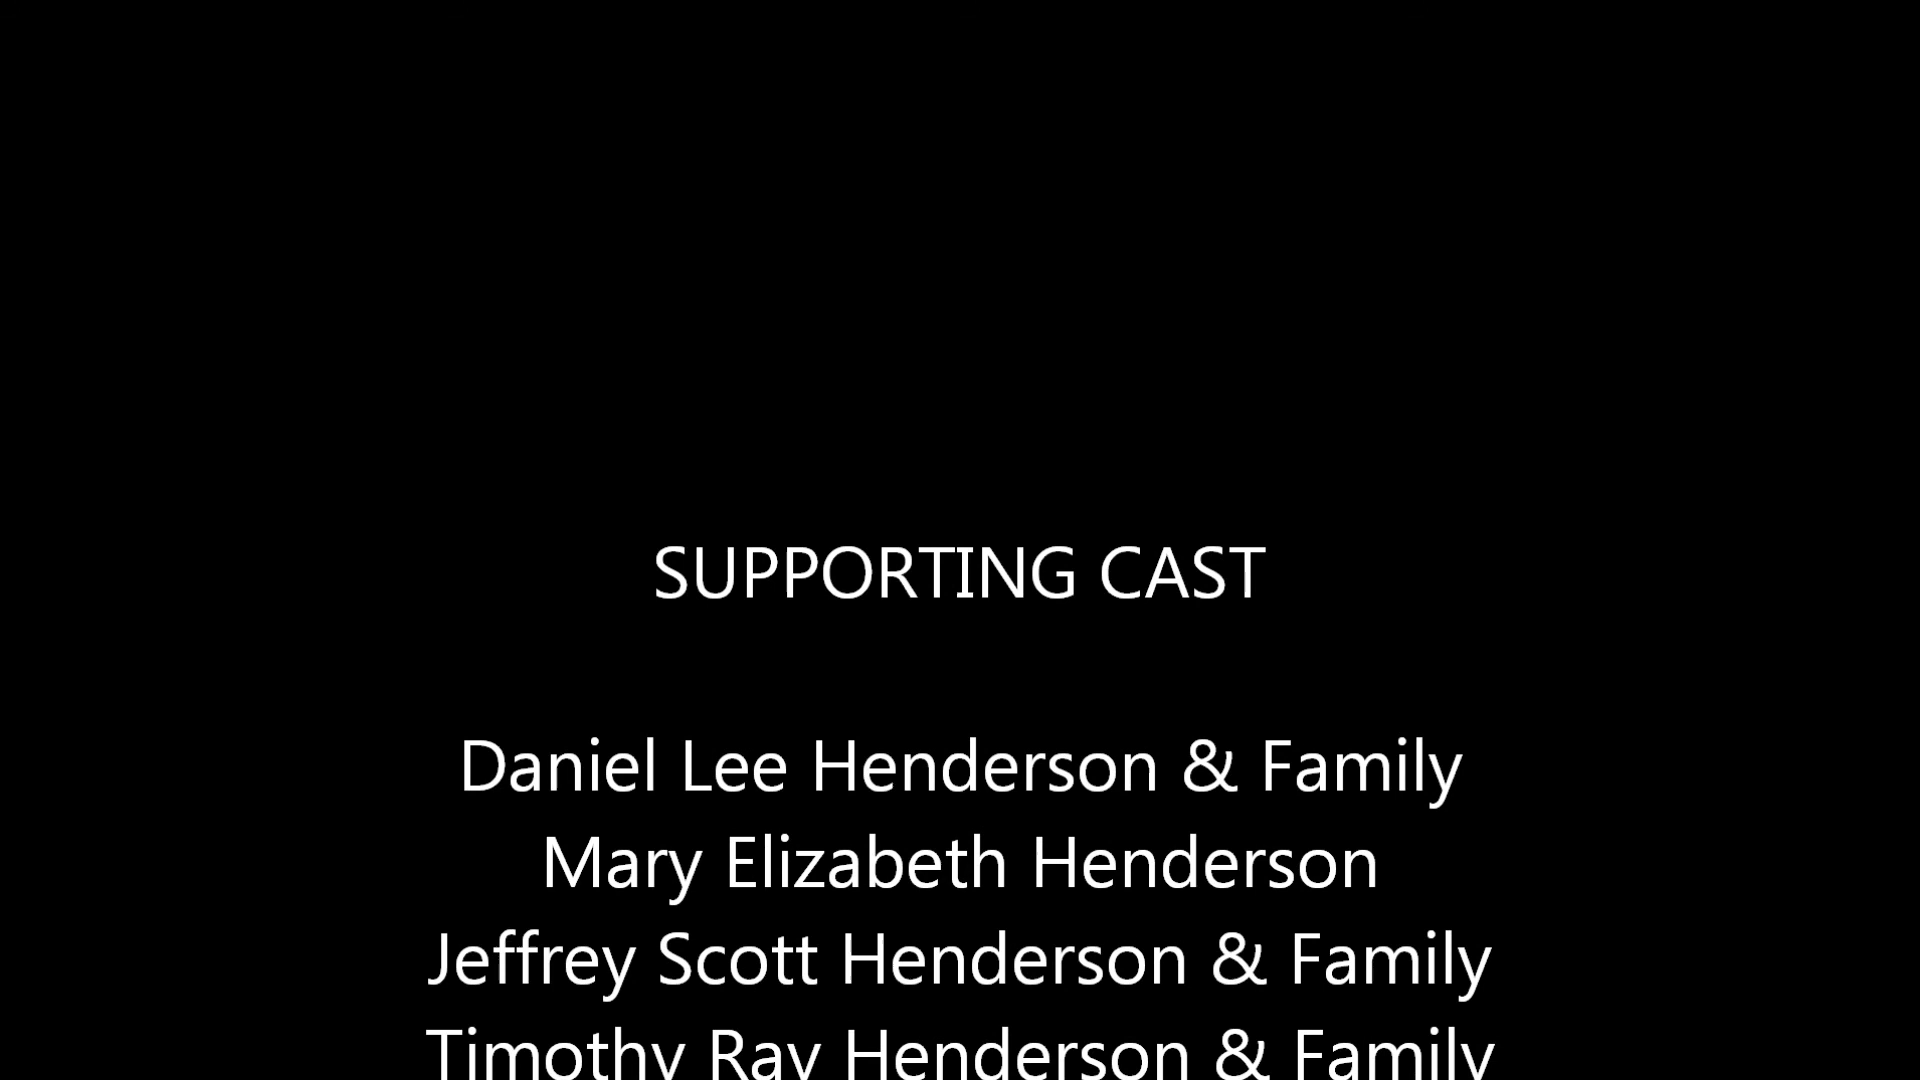 SUPPORTING CAST
Daniel Lee Henderson & Family
Mary Elizabeth Henderson
Jeffrey Scott Henderson & Family
Timothy Ray Henderson & Family